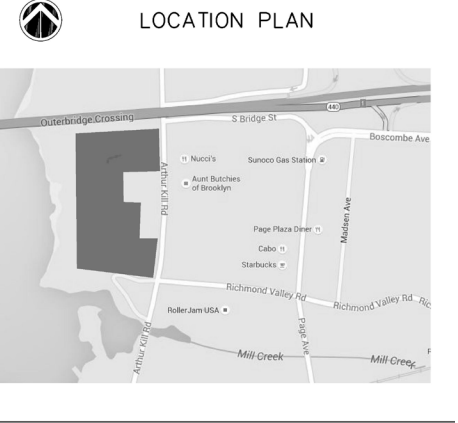 LOCATION PLAN
Outerbridge Crossing
440
S Bridge St
Boscombe Ave
Nucci's
Sunoco Gas Station
Arthur Kill Rd
Aunt Butchies
of Brooklyn
Madsen Ave
Page Plaza Diner
Cabo
Starbucks
Richmond Valley Rd
Richmond Valley Rd
Ric
RollerJam USA
Arthur Kill Rd
Page Ave
Mill Creek
Mill Creek